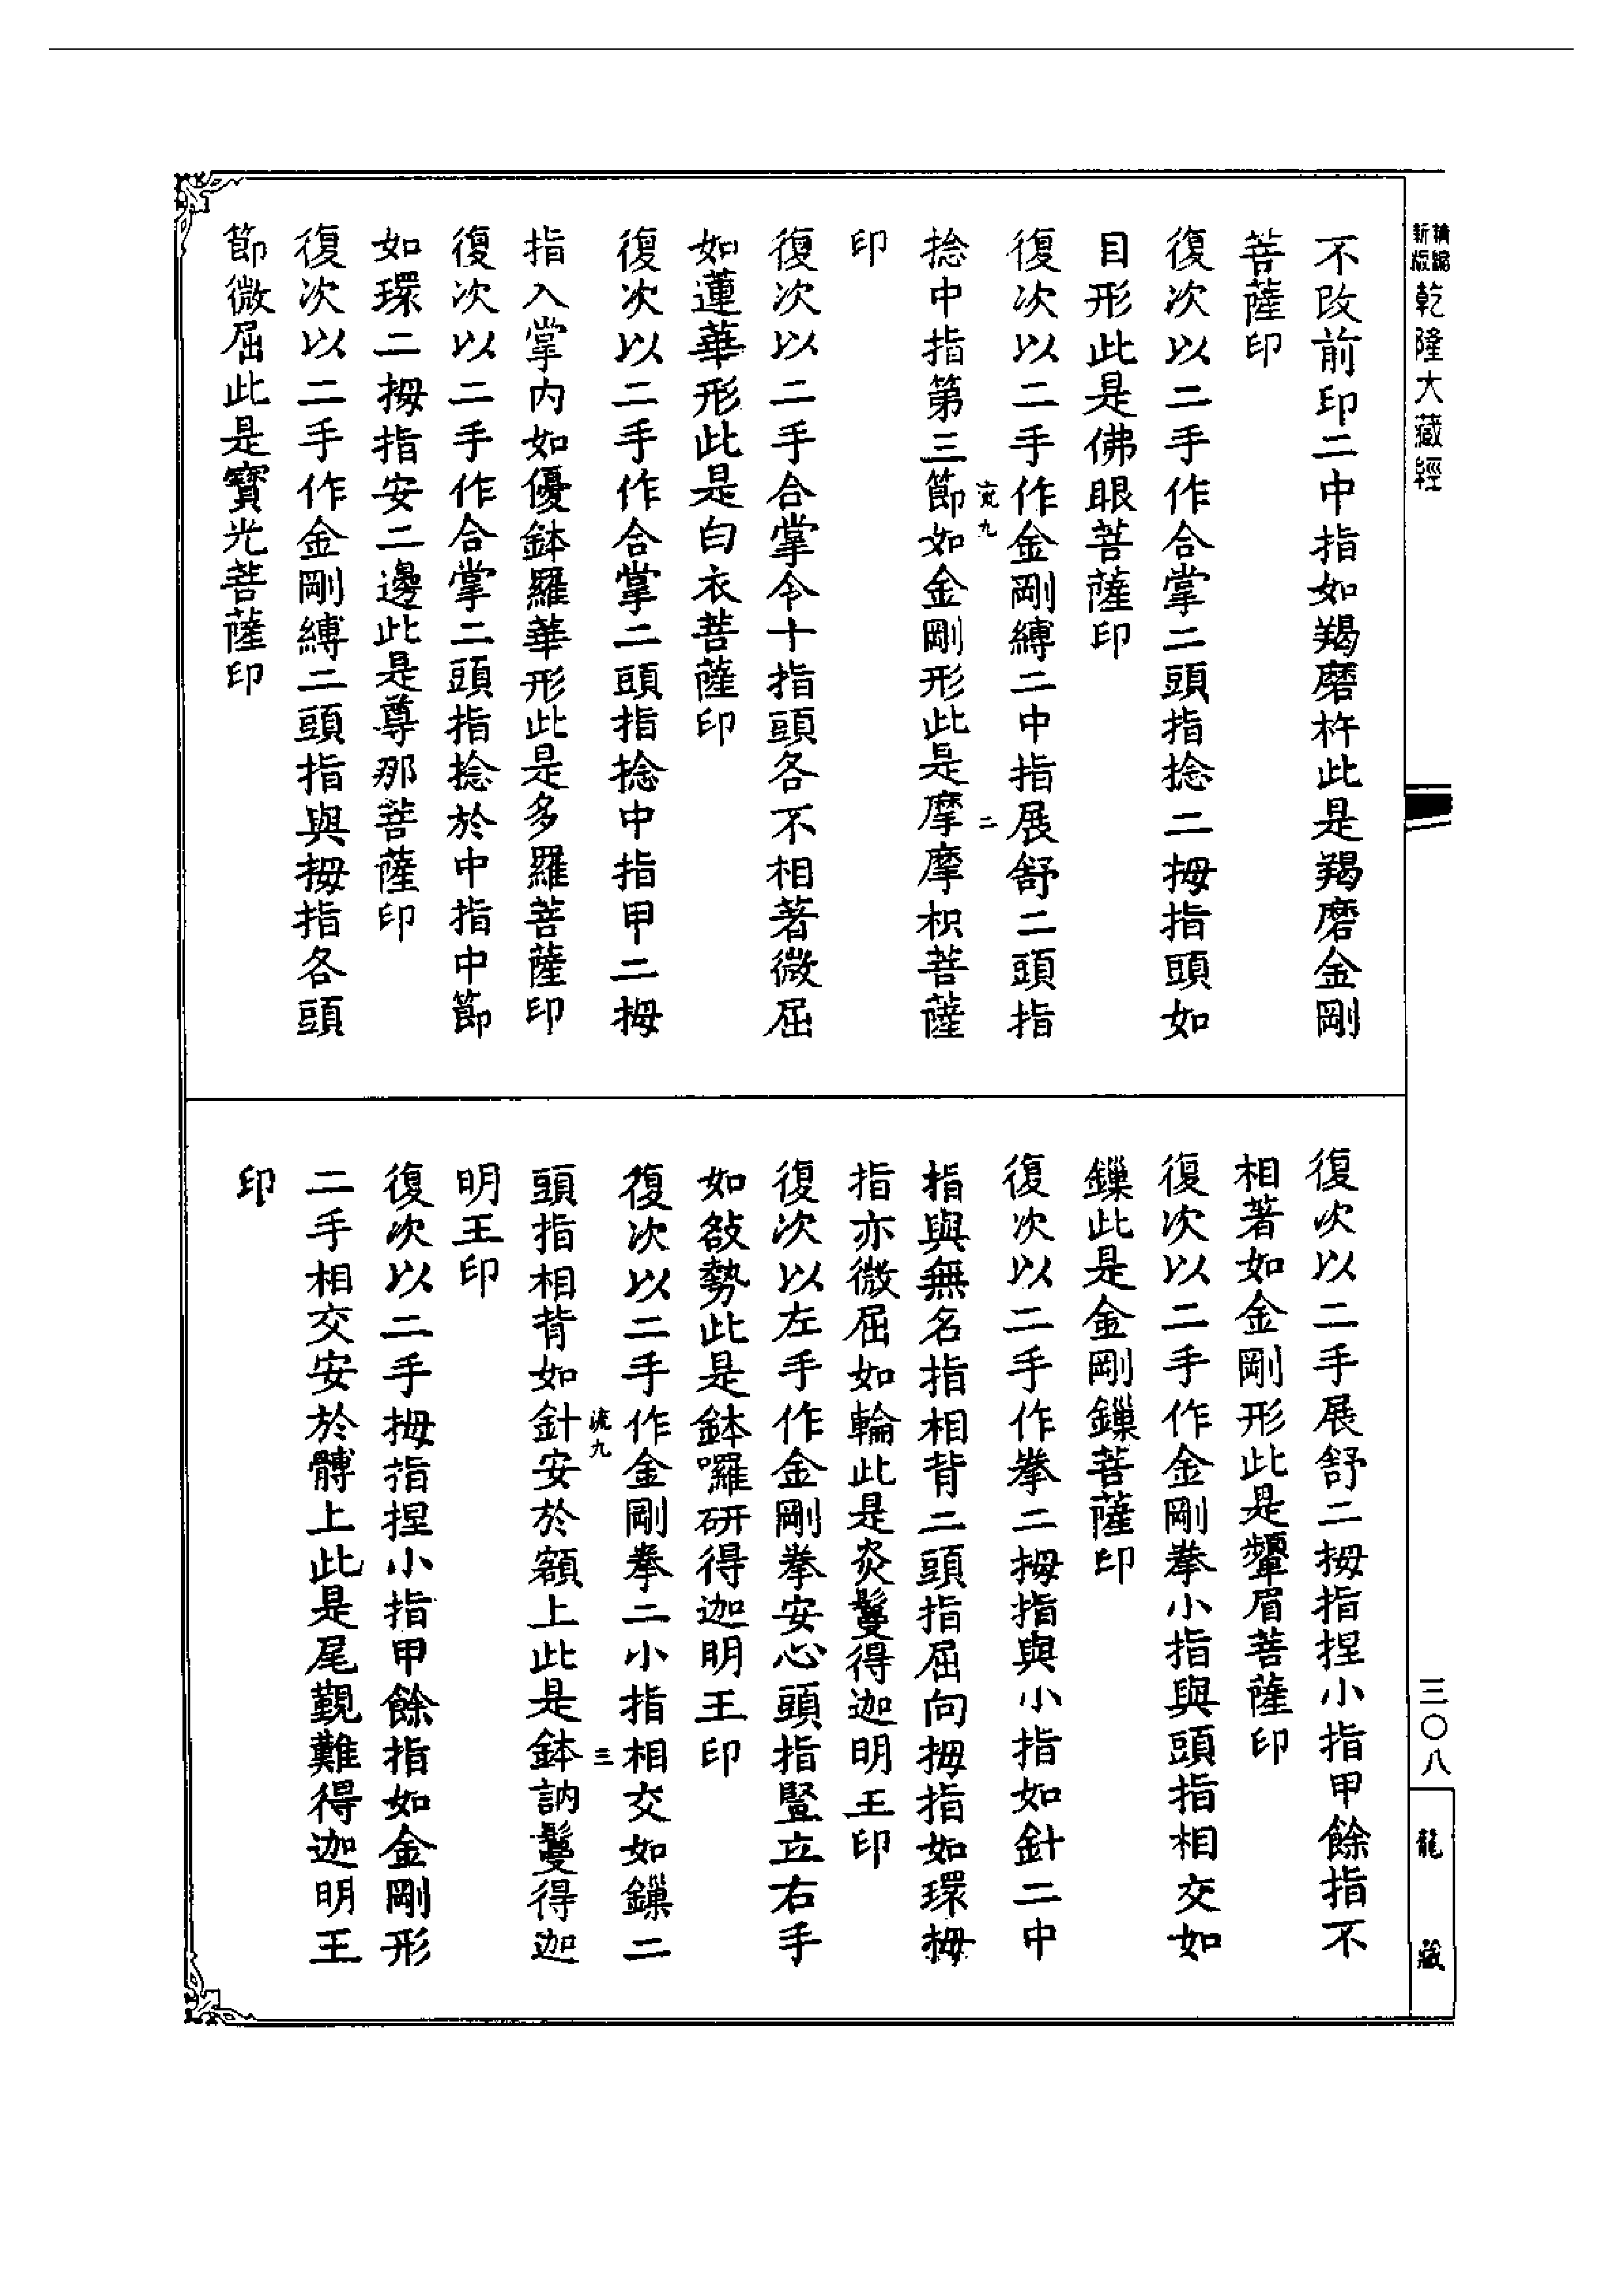 乾隆大藏經
不改前印二中指如羯磨杵此是羯磨金剛
菩薩印
復次以二手作合掌二頭指捻二拇指頭如
目形此是佛眼菩薩印
復次以二手作金剛縛二中指展舒二頭指
流九 二
捻中指第三節如金剛形此是摩摩枳菩薩
印
復次以二手合掌令十指頭各不相著微屈
如蓮華形此是白衣菩薩印
復次以二手作合掌二頭指捻中指甲二拇
指入掌內如優鉢羅華形此是多羅菩薩印
復次以二手作合掌二頭指捻於中指中節
如環二拇指安二邊此是尊那菩薩印
復次以二手作金剛縛二頭指與拇指各頭
節微屈此是寶光菩薩印
復次以二手展舒二拇指捏小指甲餘指不
相著如金剛形此是顰眉菩薩印
復次以二手作金剛拳小指與頭指相交如
鏁此是金剛鏁菩薩印
復次以二手作拳二拇指與小指如針二中
指與無名指相背二頭指屈向拇指如環拇
指亦微屈如輪此是炎鬘得迦明王印
復次以左手作金剛拳安心頭指豎立右手
如敍勢此是鉢囉研得迦明王印
復次以二手作金剛拳二小指相交如鏁二
流九 三
頭指相背如針安於額上此是鉢訥鬘得迦
明王印
復次以二手拇指捏小指甲餘指如金剛形
二手相交安於髆上此是尾覲難得迦明王
印
三〇八
龍藏